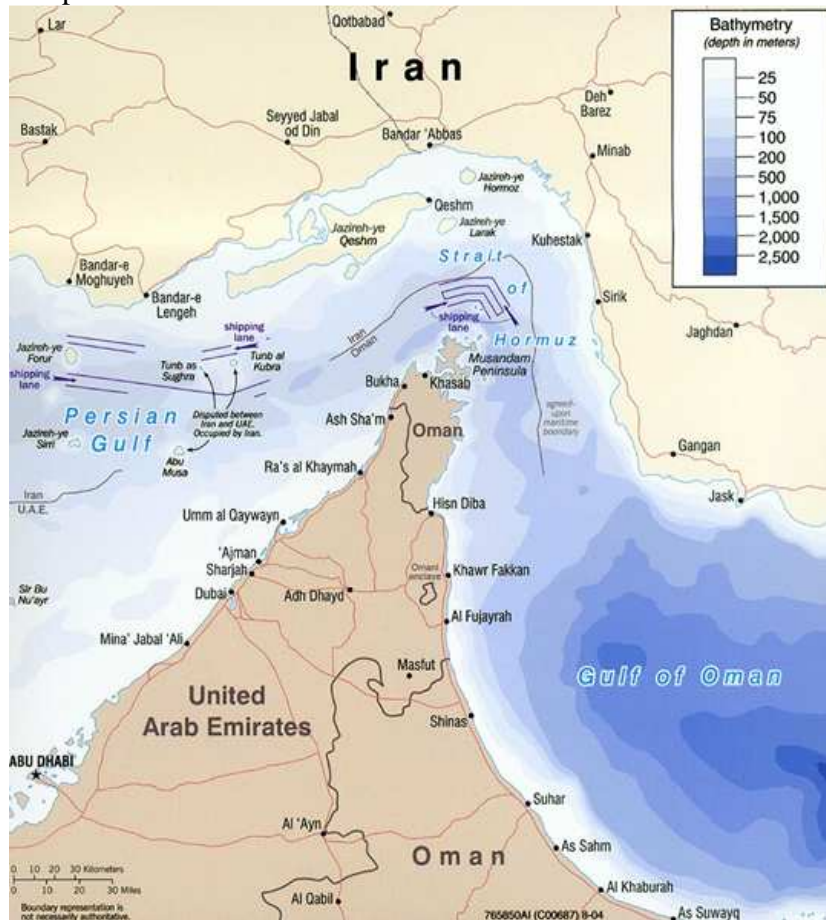 Lar
Qotbabad
Iran
Bathymetry
(depth in meters)
25
50
75
100
200
500
1,000
1,500
2,000
2,500
Bastak
Seyyed Jabal
od Din
Bandar 'Abbas
Deh
Barez
Minab
Jazireh-ye
Hormoz
Qeshm
Jazireh-ye
Qeshm
Jazireh-ye
Larak
Kuhestak
Bandar-e
Moghuyeh
Bandar-e
Lengeh
Strait
of
Hormuz
Sirik
Jaghdan
shipping
lane
shipping
lane
Iran
Oman
Jazireh-ye
Forur
shipping
lane
Tunb as
Sughra
Tunb al
Kubra
Musandam
Peninsula
Bukha
Khasab
Persian
Gulf
Disputed between
Iran and UAE.
Occupied by Iran.
Ash Sha'm
Oman
agreed-
upon
maritime
boundary
Jazireh-ye
Sirri
Abu
Musa
Gangan
Ra's al Khaymah
Iran
U.A.E.
Jask
Umm al Qaywayn
Hisn Diba
'Ajman
Sharjah
Omani
enclave
Khawr Fakkan
Sir Bu
Nu'ayr
Dubai
Adh Dhayd
Al Fujayrah
Mina' Jabal 'Ali
Masfut
Gulf of Oman
United
Arab Emirates
Shinas
ABU DHABI
Suhar
Al 'Ayn
Oman
As Sahm
0 10 20 30 Kilometers
0 10 20 30 Miles
Al Qabil
Al Khaburah
Boundary representation is
not necessarily authoritative.
765850AI (C00687) 8-04
As Suwayq